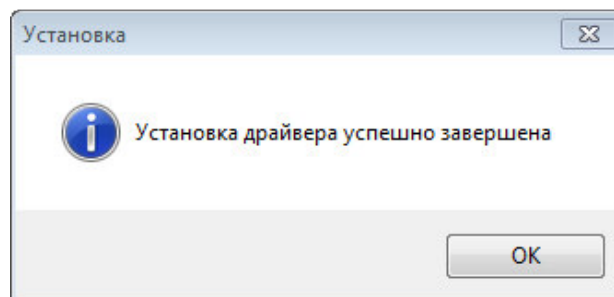 Установка
Установка драйвера успешно завершена
OK